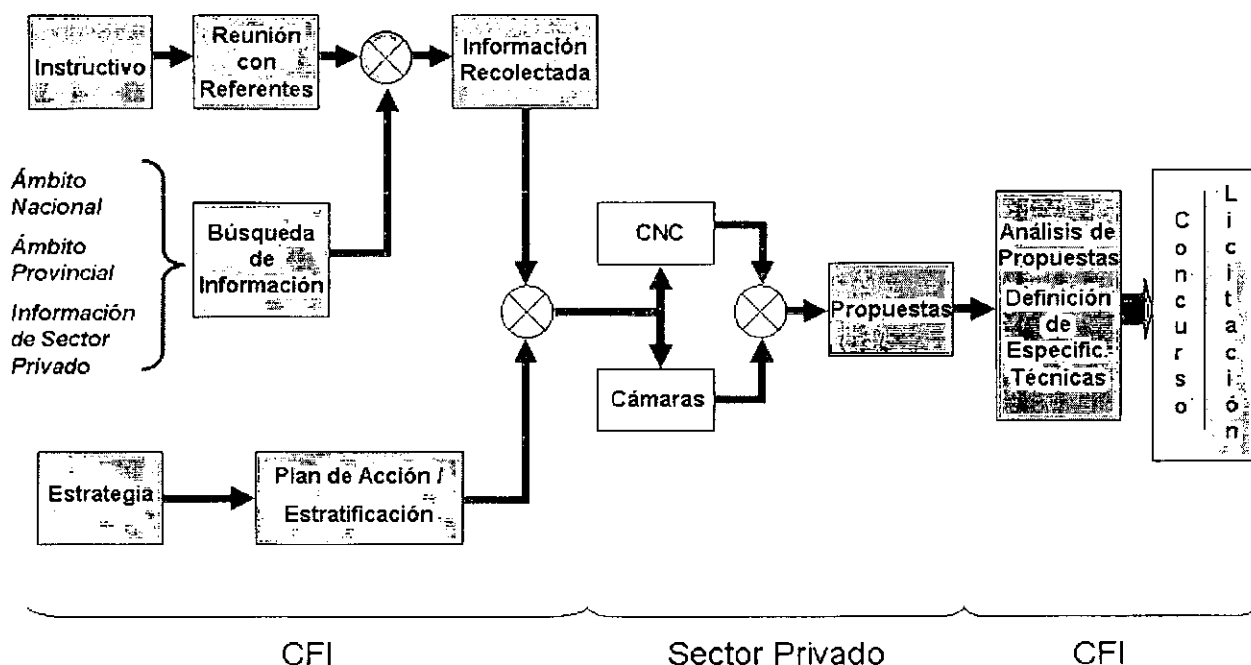 Instructivo
Reunión
con
Referentes
Información
Recolectada
Ámbito
Nacional
Ámbito
Provincial
Información
de Sector
Privado
Búsqueda
de
Información
CNC
Cámaras
Propuestas
Análisis de
Propuestas
Definición
de
Especific.
Técnicas
Concurso
Licitación
Estrategia
Plan de Acción /
Estratificación
CFI
Sector Privado
CFI